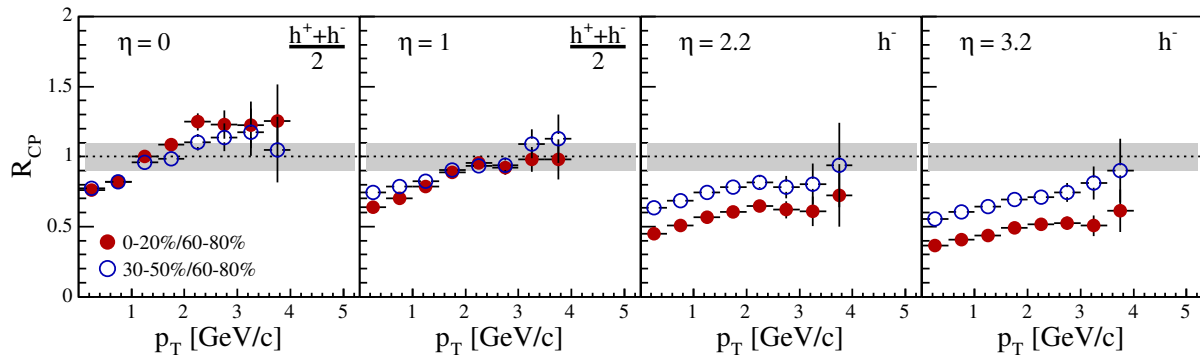 R_CP
2
1.5
1
0.5
0
η = 0
h⁺+h⁻
2
0-20%/60-80%
30-50%/60-80%
1 2 3 4 5
p_T [GeV/c]
η = 1
h⁺+h⁻
2
1 2 3 4 5
p_T [GeV/c]
η = 2.2 h⁻
1 2 3 4 5
p_T [GeV/c]
η = 3.2 h⁻
1 2 3 4 5
p_T [GeV/c]